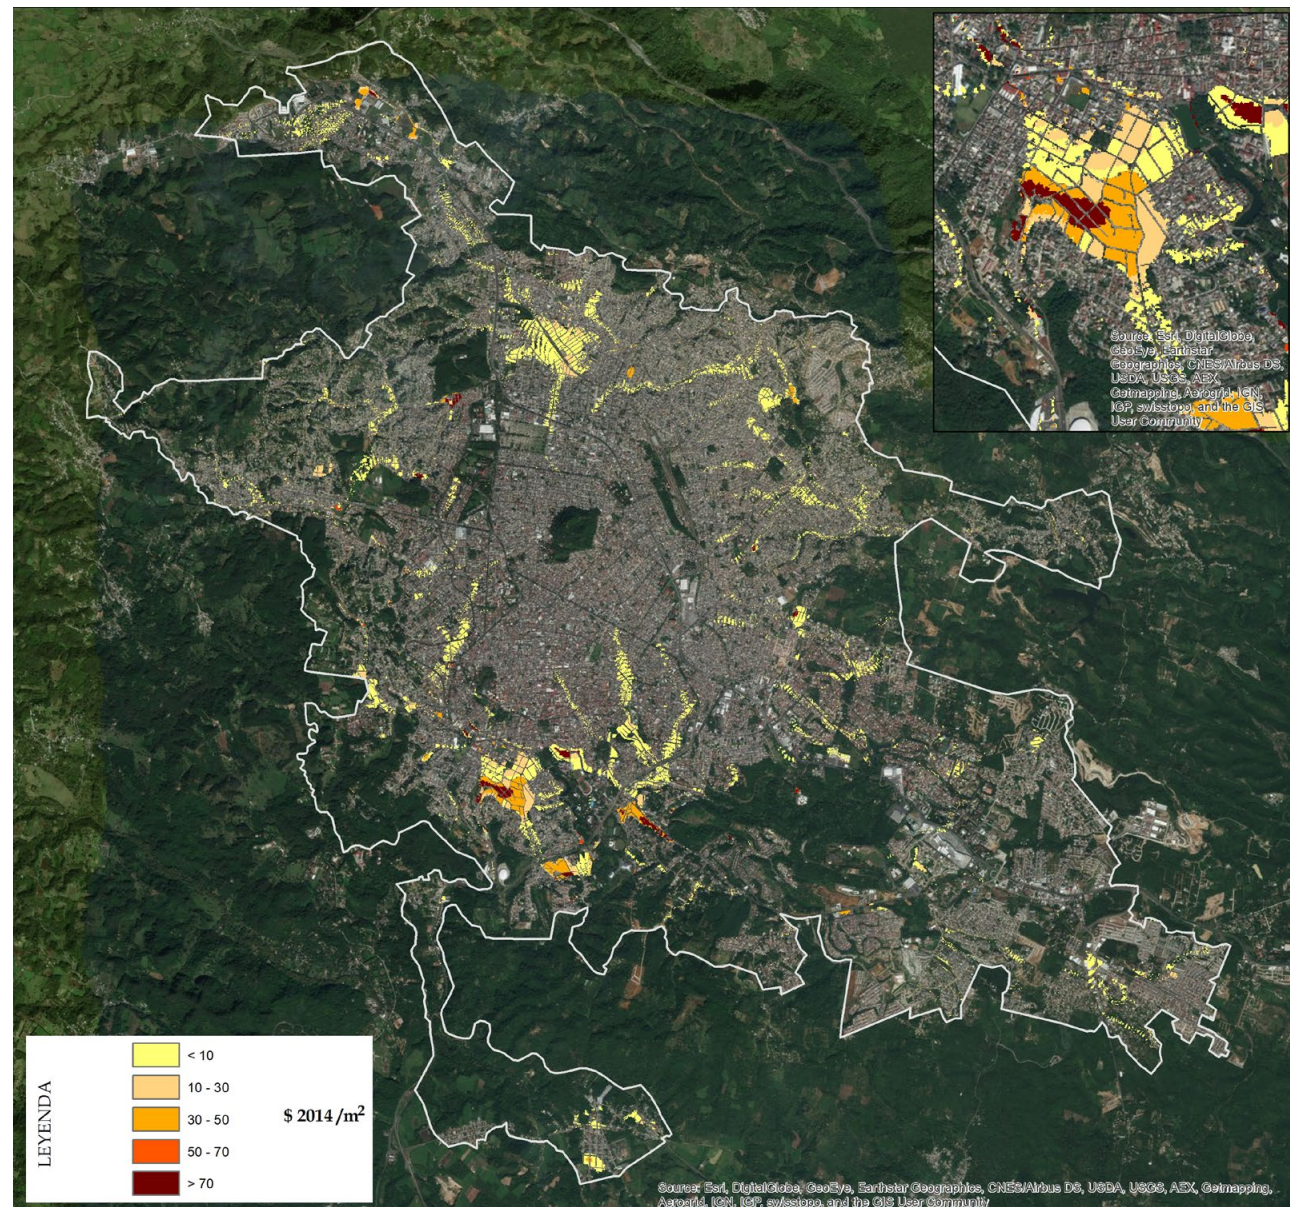 Source: Esri, DigitalGlobe,
GeoEye, Earthstar
Geographics, CNES/Airbus DS,
USDA, USGS, AEX,
Getmapping, Aerogrid, IGN,
IGP, swisstopo, and the GIS
User Community
LEYENDA
< 10
10 - 30
30 - 50
50 - 70
> 70
$ 2014 /m²
Source: Esri, DigitalGlobe, GeoEye, Earthstar Geographics, CNES/Airbus DS, USDA, USGS, AEX, Getmapping,
Aerogrid, IGN, IGP, swisstopo, and the GIS User Community